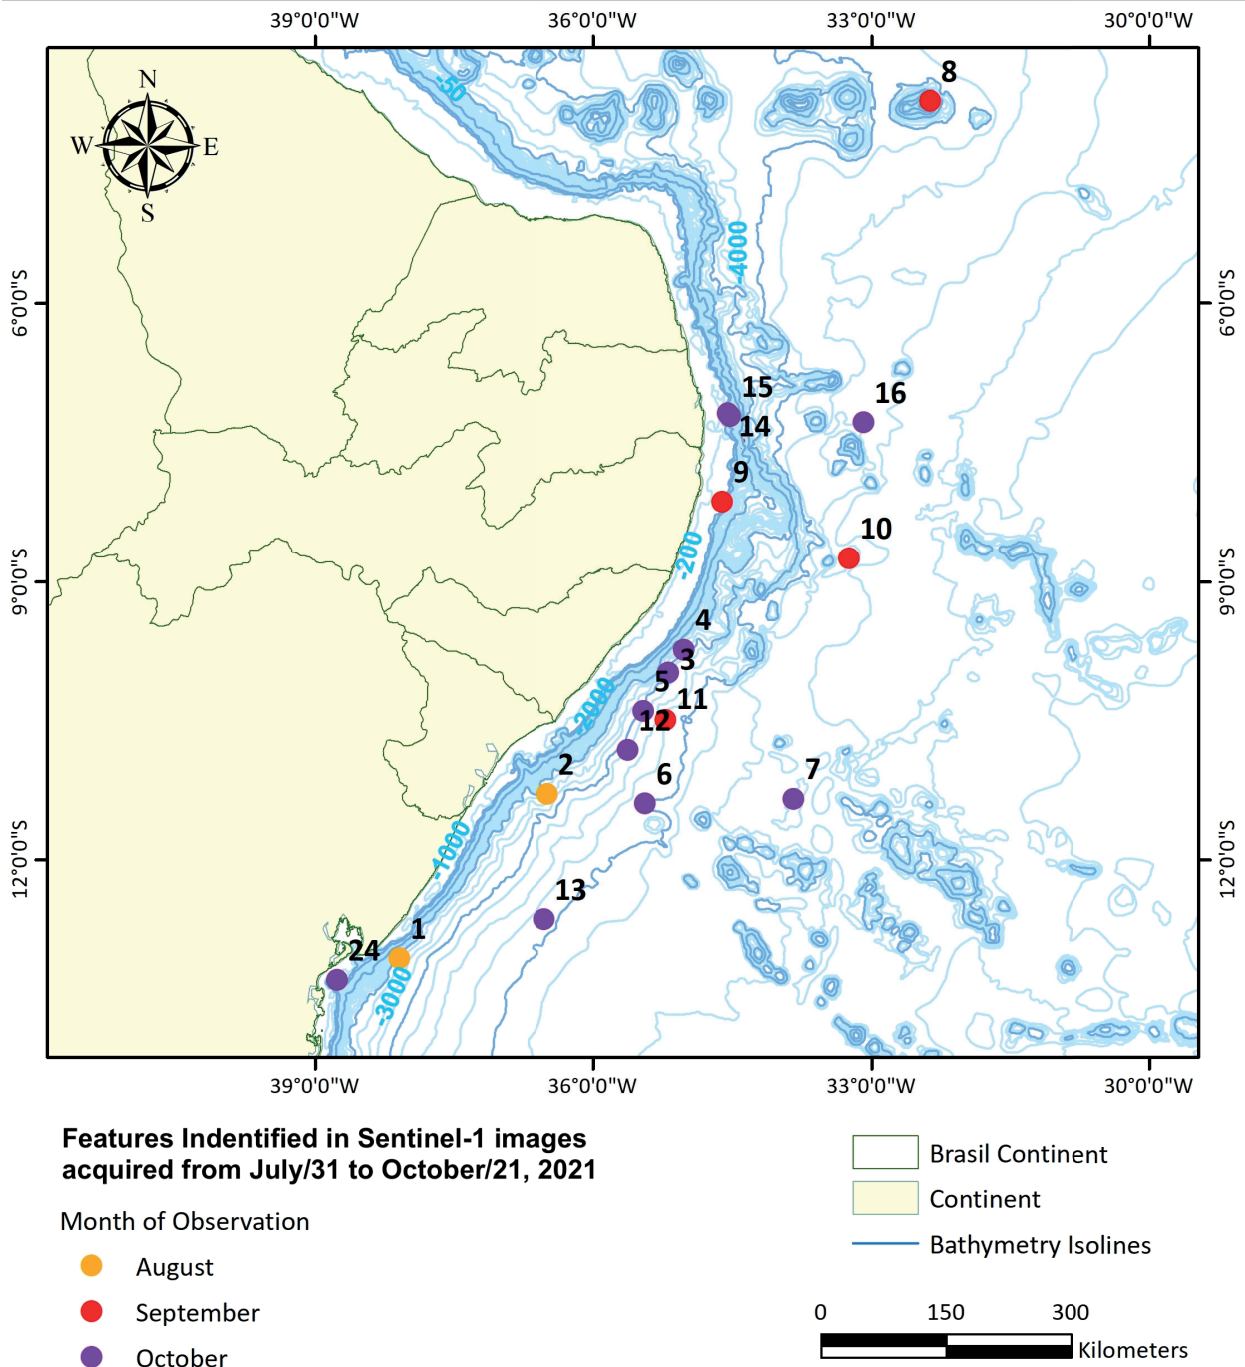 39°0'0"W 36°0'0"W 33°0'0"W 30°0'0"W
N
W E
S
-50
8
-4000
6°0'0"S 6°0'0"S
15
16
14
9
-200
10
9°0'0"S 9°0'0"S
4
3
5
-2000
11
12
2
6
7
-1000
12°0'0"S 12°0'0"S
13
1
24
-3000
39°0'0"W 36°0'0"W 33°0'0"W 30°0'0"W
Features Indentified in Sentinel-1 images
acquired from July/31 to October/21, 2021
Month of Observation
August
September
October
Brasil Continent
Continent
Bathymetry Isolines
0 150 300
Kilometers